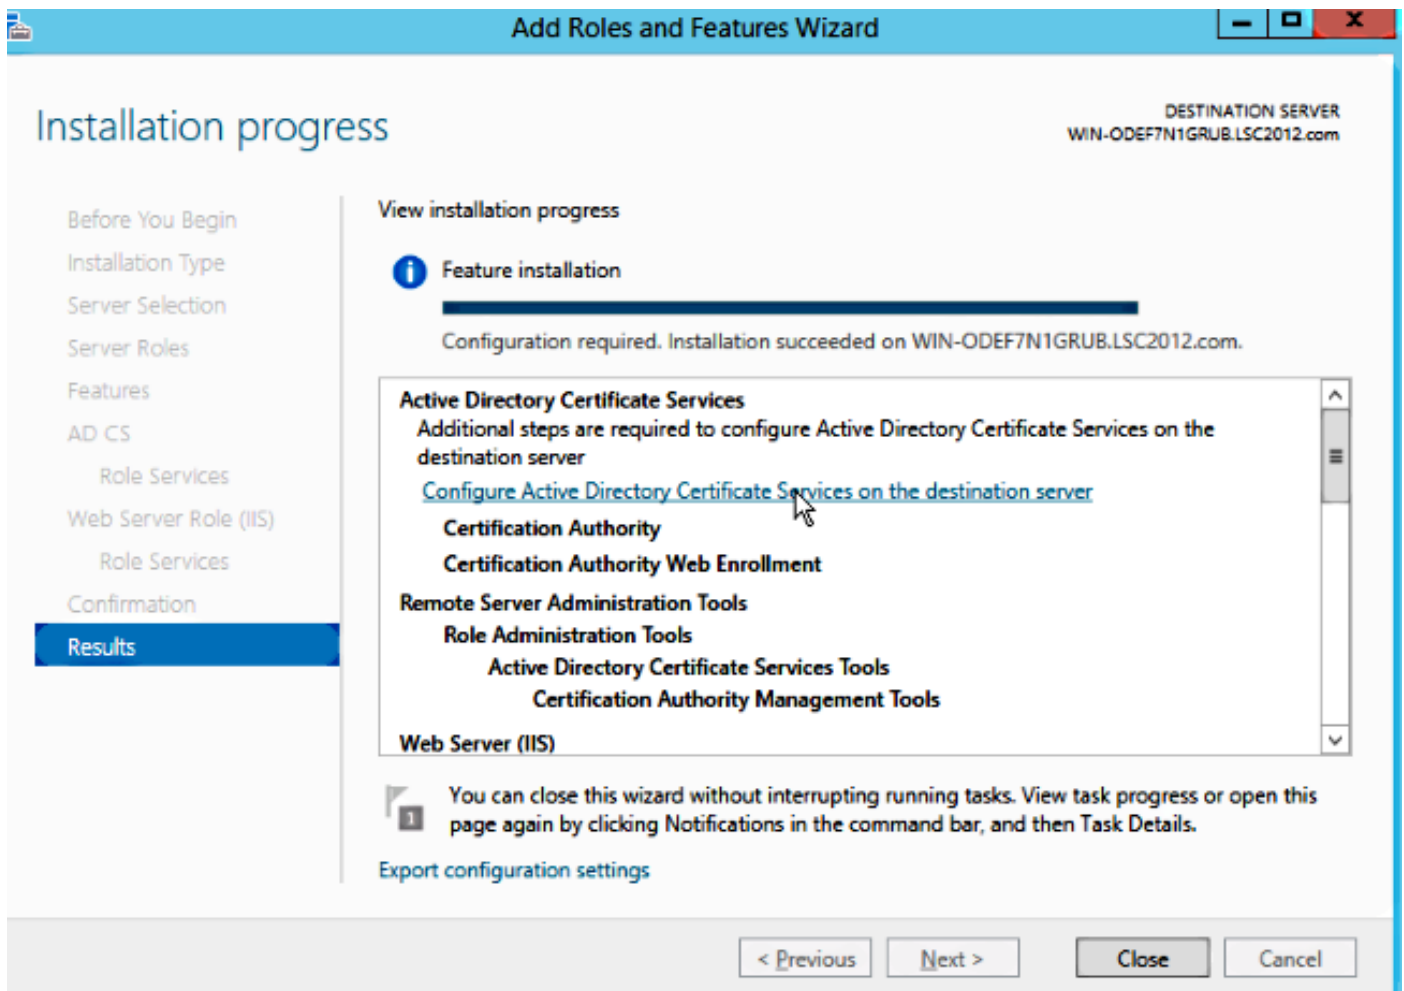 Add Roles and Features Wizard
Installation progress
DESTINATION SERVER
WIN-ODEF7N1GRUB.LSC2012.com
Before You Begin
Installation Type
Server Selection
Server Roles
Features
AD CS
Role Services
Web Server Role (IIS)
Role Services
Confirmation
Results
View installation progress
Feature installation
Configuration required. Installation succeeded on WIN-ODEF7N1GRUB.LSC2012.com.
Active Directory Certificate Services
Additional steps are required to configure Active Directory Certificate Services on the
destination server
Configure Active Directory Certificate Services on the destination server
Certification Authority
Certification Authority Web Enrollment
Remote Server Administration Tools
Role Administration Tools
Active Directory Certificate Services Tools
Certification Authority Management Tools
Web Server (IIS)
1
You can close this wizard without interrupting running tasks. View task progress or open this
page again by clicking Notifications in the command bar, and then Task Details.
Export configuration settings
< Previous
Next >
Close
Cancel